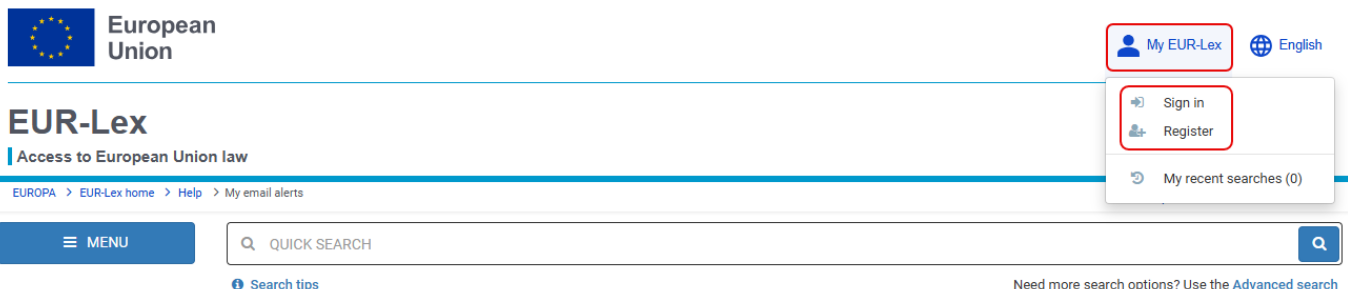 European
Union
My EUR-Lex
English
Sign in
Register
My recent searches (0)
EUR-Lex
Access to European Union law
EUROPA > EUR-Lex home > Help > My email alerts
MENU
QUICK SEARCH
Search tips
Need more search options? Use the Advanced search